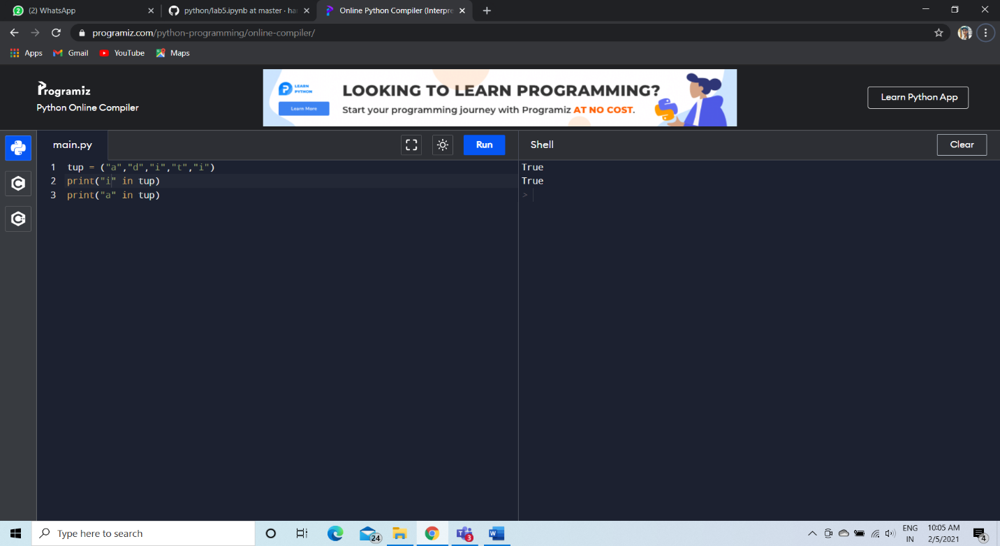 (2) WhatsApp
python/lab5.ipynb at master · ha
Online Python Compiler (Interpre
programiz.com/python-programming/online-compiler/
Apps Gmail YouTube Maps
Programiz
Python Online Compiler
LEARN
PYTHON
Learn More
LOOKING TO LEARN PROGRAMMING?
Start your programming journey with Programiz AT NO COST.
Learn Python App
main.py
Run
1 tup = ("a","d","i","t","i")
2 print("i" in tup)
3 print("a" in tup)
Shell
Clear
True
True
>
Type here to search
24
3
ENG
IN
10:05 AM
2/5/2021
4